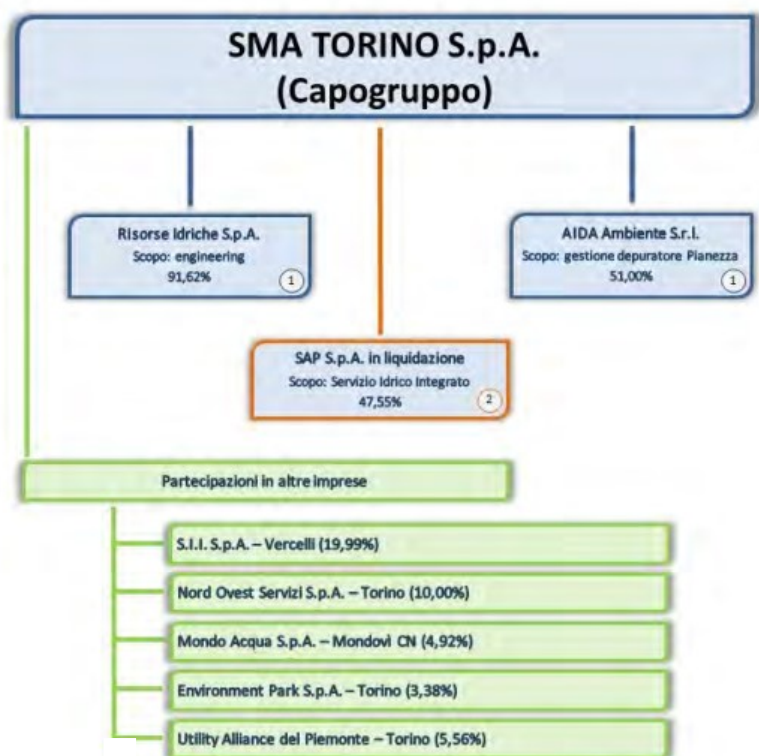 SMA TORINO S.p.A.
(Capogruppo)
Risorse Idriche S.p.A.
Scopo: engineering
91,62%
1
AIDA Ambiente S.r.l.
Scopo: gestione depuratore Pianezza
51,00%
1
SAP S.p.A. in liquidazione
Scopo: Servizio Idrico Integrato
47,55%
2
Partecipazioni in altre imprese
S.I.I. S.p.A. – Vercelli (19,99%)
Nord Ovest Servizi S.p.A. – Torino (10,00%)
Mondo Acqua S.p.A. – Mondovì CN (4,92%)
Environment Park S.p.A. – Torino (3,38%)
Utility Alliance del Piemonte – Torino (5,56%)